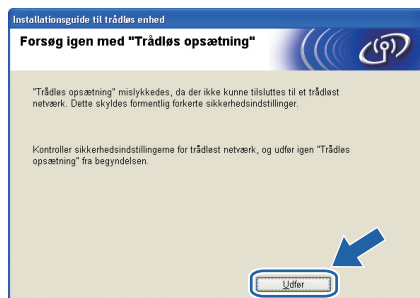 Installationsguide til trådløs enhed
Forsøg igen med "Trådløs opsætning"
"Trådløs opsætning" mislykkedes, da der ikke kunne tilsluttes til et trådløst
netværk. Dette skyldes formentlig forkerte sikkerhedsindstillinger.
Kontroller sikkerhedsindstillingerne for trådløst netværk, og udfør igen "Trådløs
opsætning" fra begyndelsen.
Udfør